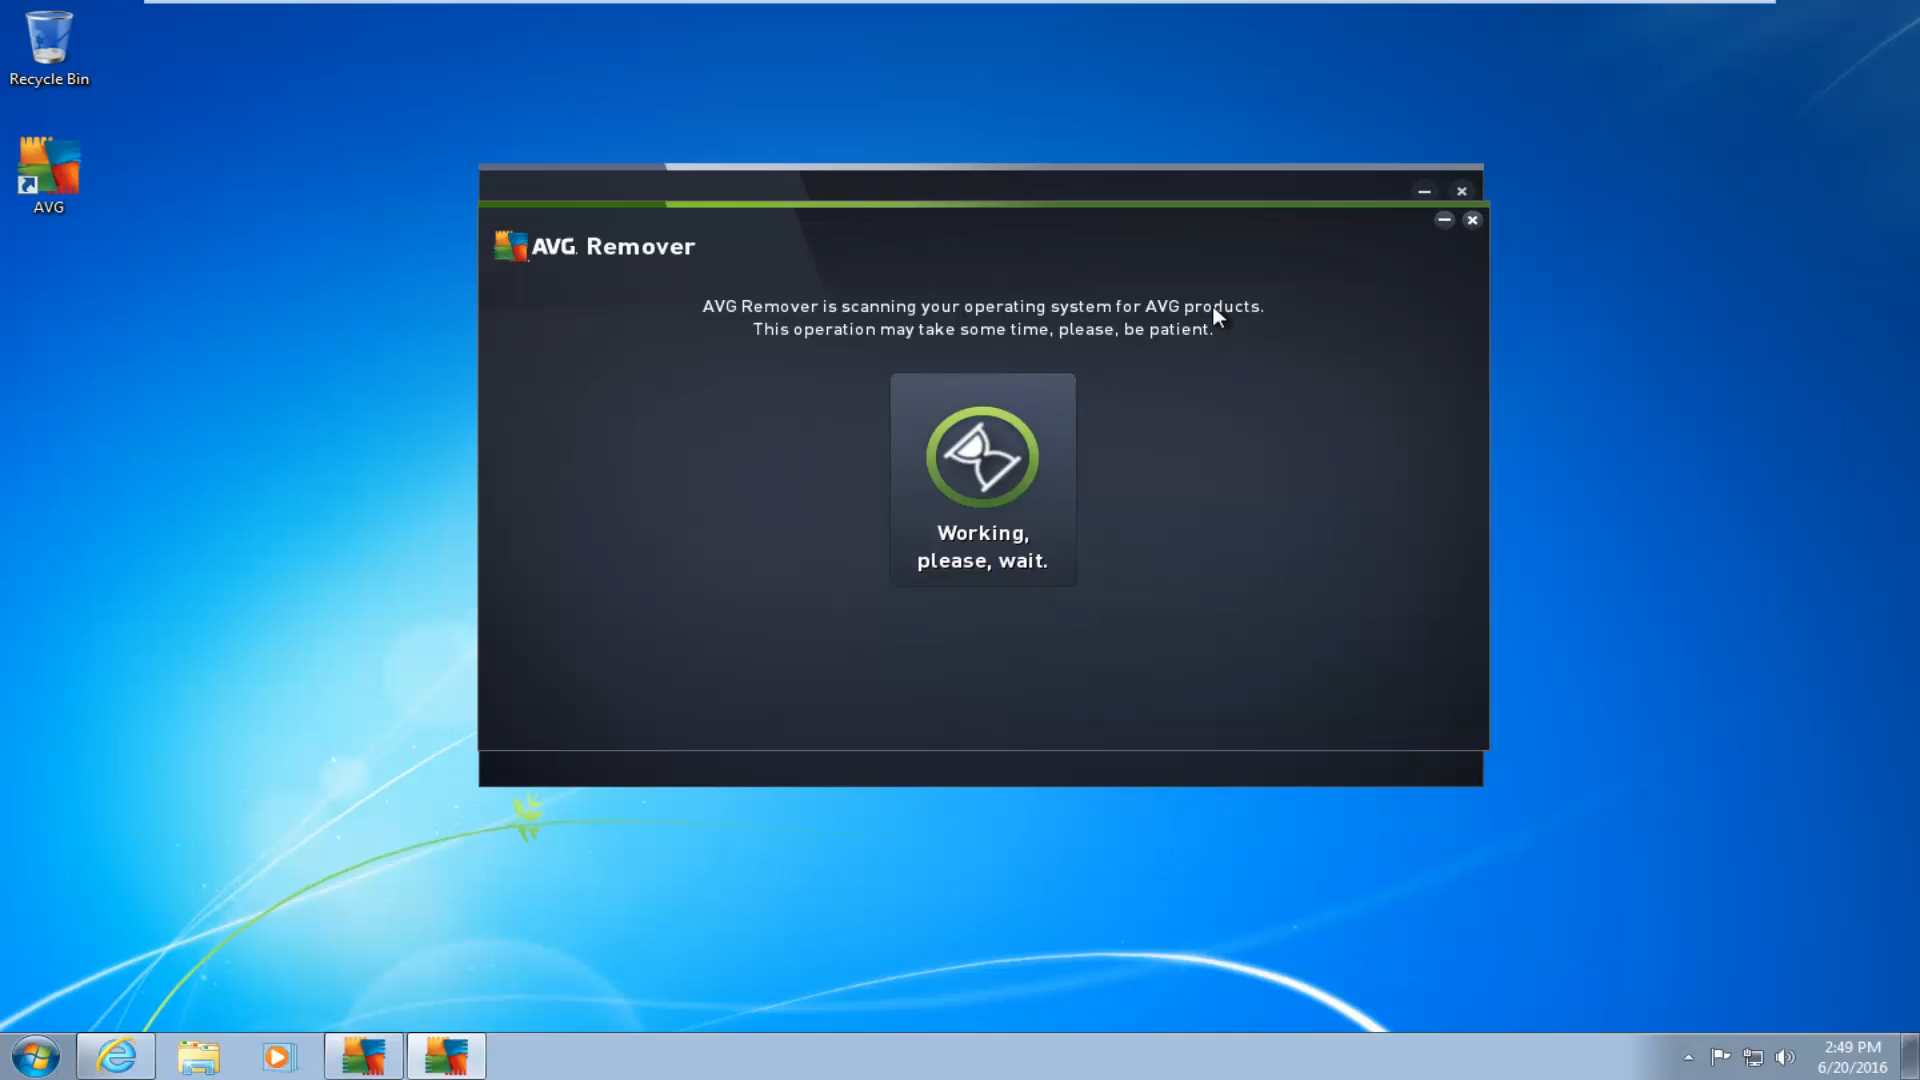 Recycle Bin
AVG
AVG. Remover
AVG Remover is scanning your operating system for AVG products.
This operation may take some time, please, be patient.
Working,
please, wait.
2:49 PM
6/20/2016